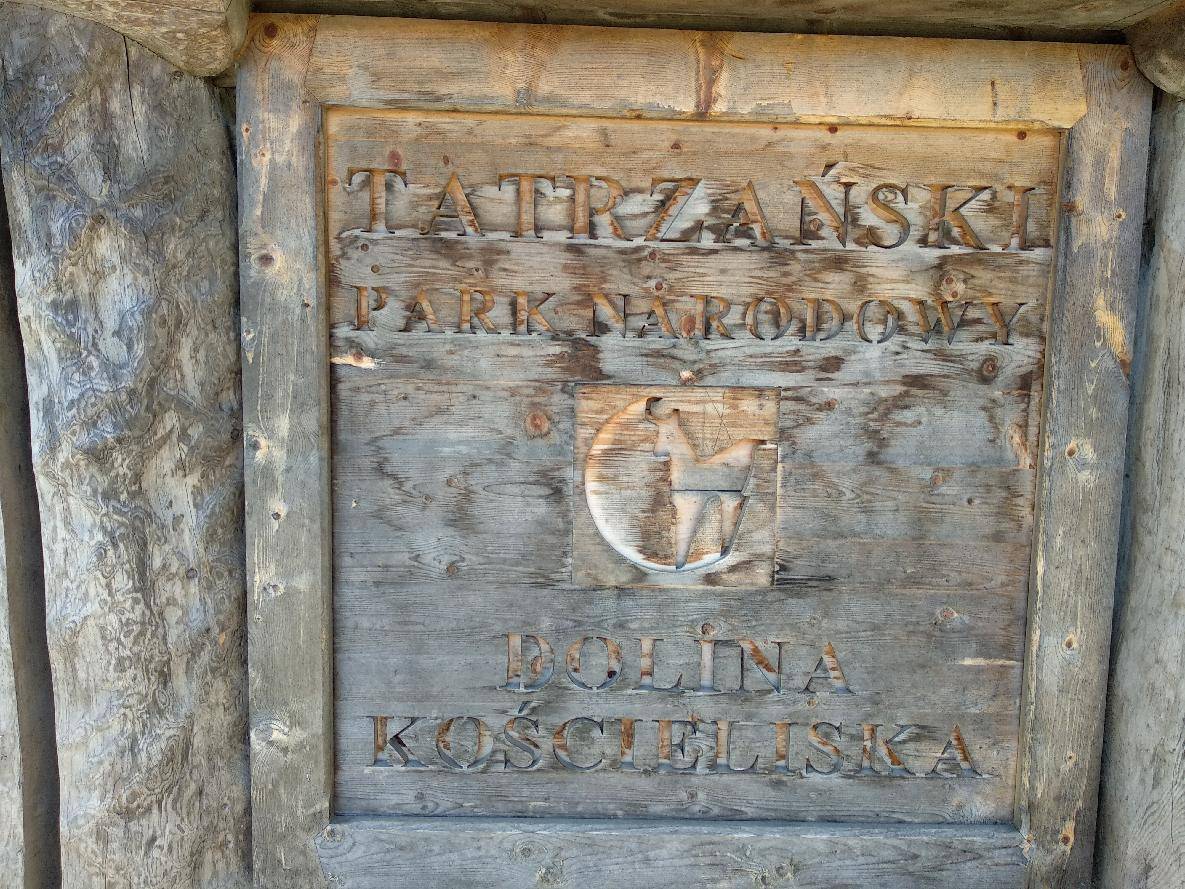 TATRZAŃSKI
PARK NARODOWY
DOLINA
KOŚCIELISKA